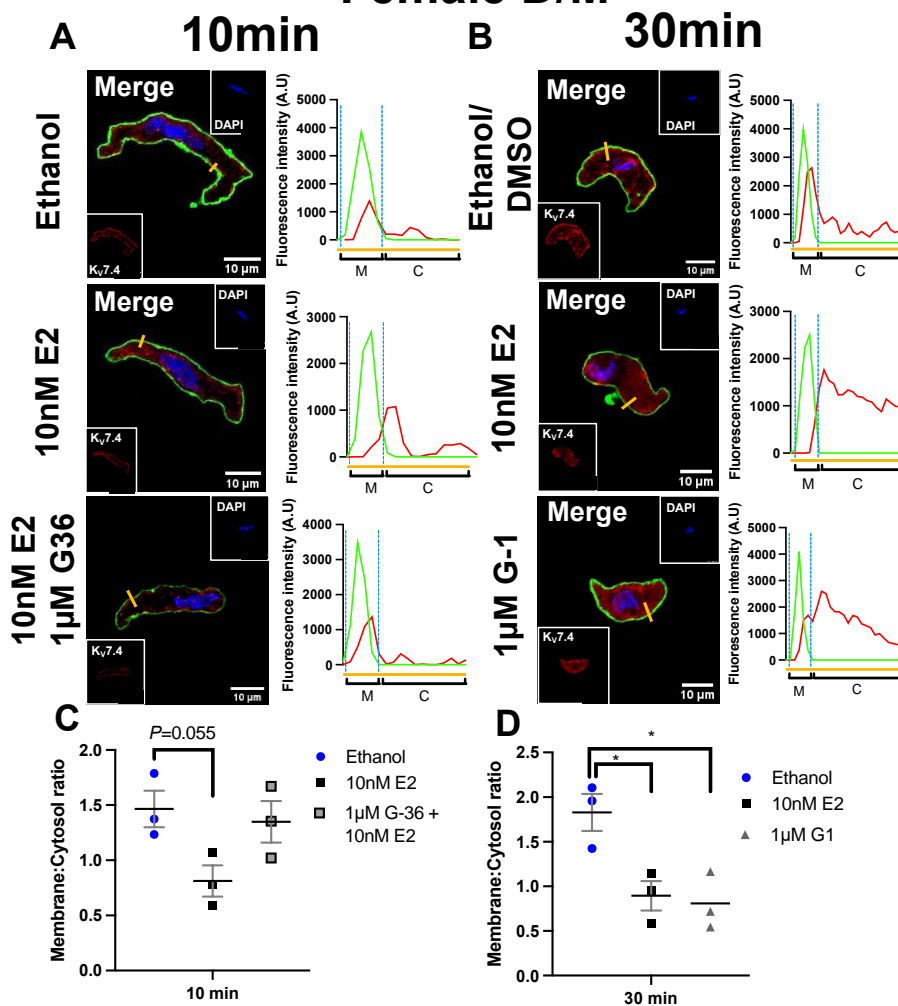 Female D/M
A 10min B 30min
Ethanol
Merge
DAPI
K_V7.4
10 µm
Fluorescence intensity (A.U)
5000
4000
3000
2000
1000
0
M C
Ethanol/
DMSO
Merge
DAPI
K_V7.4
10 µm
Fluorescence intensity (A.U)
5000
4000
3000
2000
1000
0
M C
10nM E2
Merge
DAPI
K_V7.4
10 µm
Fluorescence intensity (A.U)
3000
2000
1000
0
M C
10nM E2
Merge
DAPI
K_V7.4
10 µm
Fluorescence intensity (A.U)
3000
2000
1000
0
M C
10nM E2
1µM G36
DAPI
K_V7.4
10 µm
Fluorescence intensity (A.U)
4000
3000
2000
1000
0
M C
1µM G-1
Merge
DAPI
K_V7.4
10 µm
Fluorescence intensity (A.U)
5000
4000
3000
2000
1000
0
M C
C
Membrane:Cytosol ratio
2.0
1.5
1.0
0.5
0.0
P=0.055
10 min
Ethanol
10nM E2
1µM G-36 +
10nM E2
D
Membrane:Cytosol ratio
2.5
2.0
1.5
1.0
0.5
0.0
*
*
30 min
Ethanol
10nM E2
1µM G1